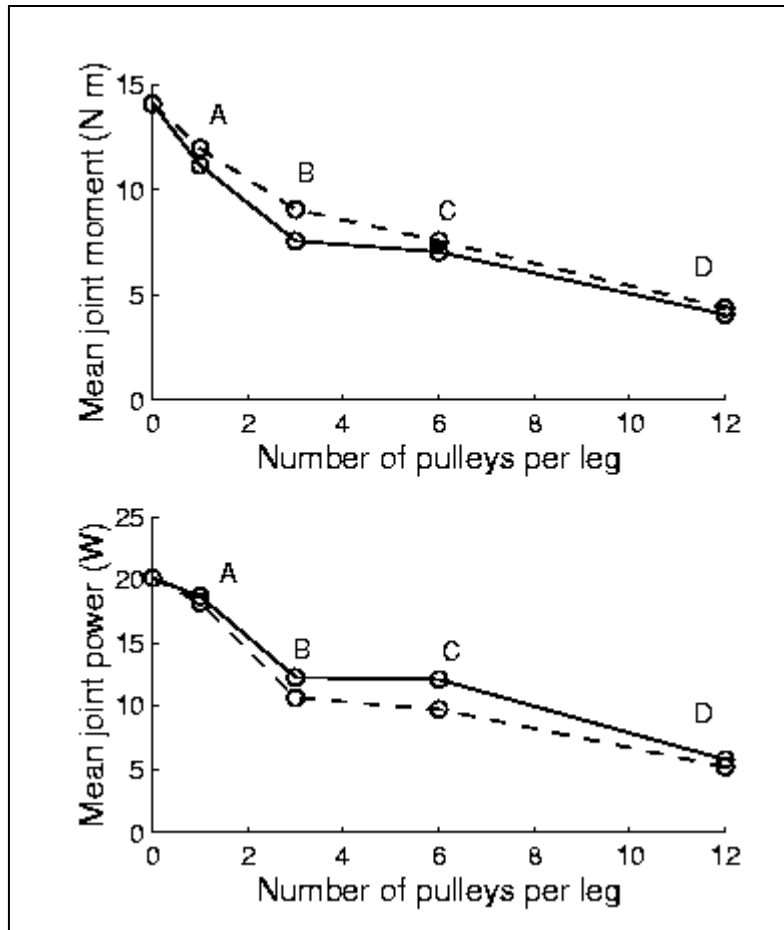 Mean joint moment (N m)
15
10
5
0
A
B
C
D
0 2 4 6 8 10 12
Number of pulleys per leg
Mean joint power (W)
25
20
15
10
5
0
A
B
C
D
0 2 4 6 8 10 12
Number of pulleys per leg